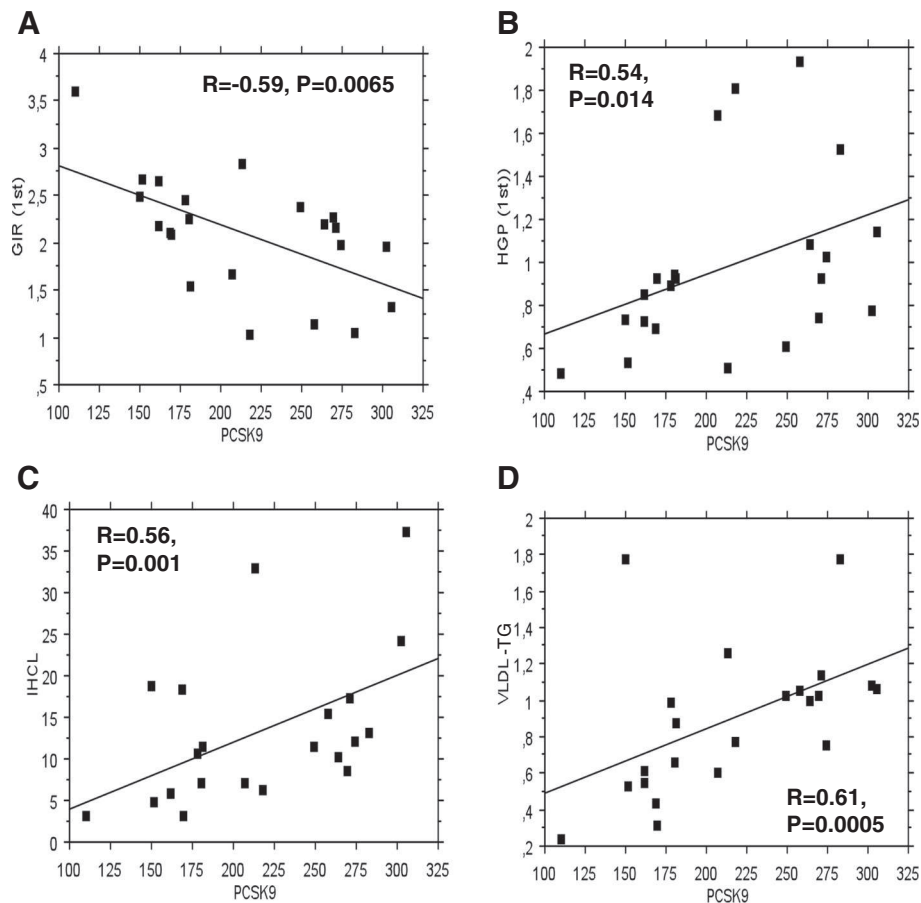 A
R=-0.59, P=0.0065
4
3,5
3
2,5
2
1,5
1
,5
GIR (1st)
100 125 150 175 200 225 250 275 300 325
PCSK9
B
R=0.54,
P=0.014
2
1,8
1,6
1,4
1,2
1
,8
,6
,4
HGP (1st))
100 125 150 175 200 225 250 275 300 325
PCSK9
C
R=0.56,
P=0.001
40
35
30
25
20
15
10
5
0
IHCL
100 125 150 175 200 225 250 275 300 325
PCSK9
D
2
1,8
1,6
1,4
1,2
1
,8
,6
,4
,2
VLDL-TG
R=0.61,
P=0.0005
100 125 150 175 200 225 250 275 300 325
PCSK9